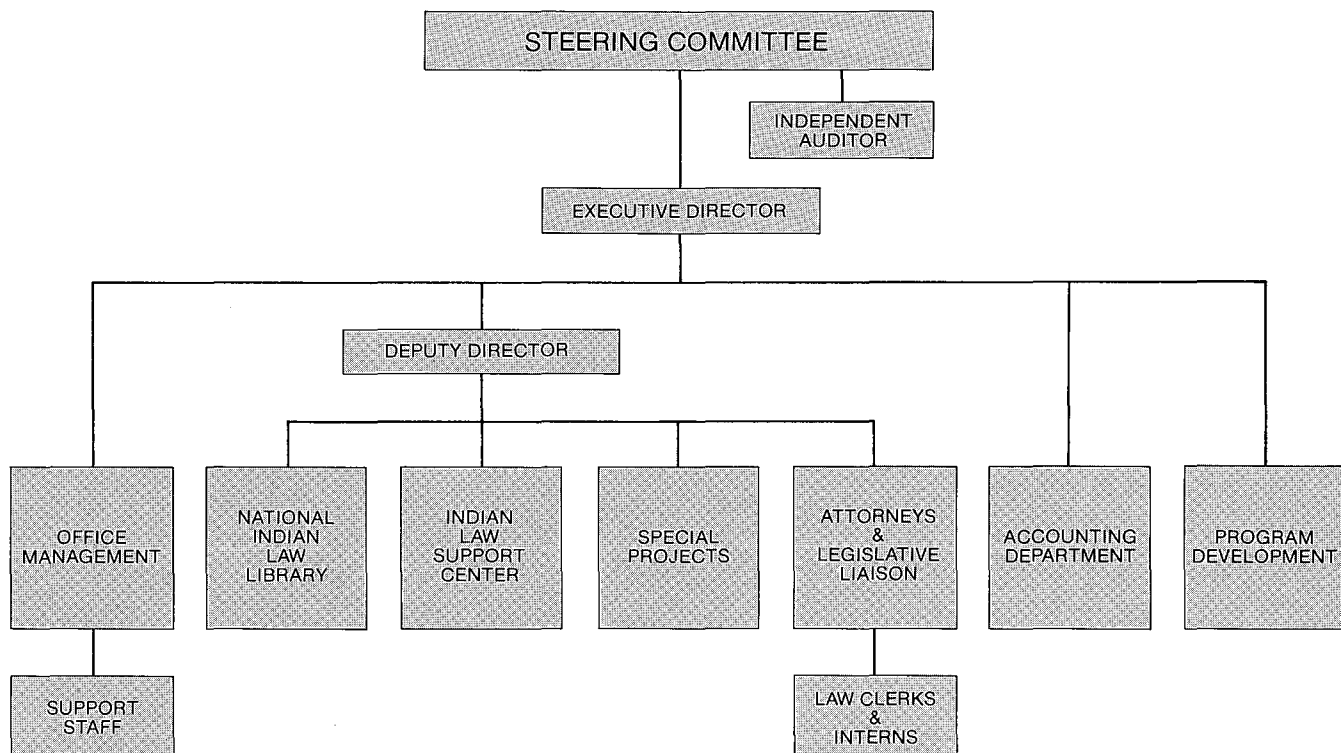 STEERING COMMITTEE
INDEPENDENT
AUDITOR
EXECUTIVE DIRECTOR
DEPUTY DIRECTOR
OFFICE
MANAGEMENT
NATIONAL
INDIAN
LAW
LIBRARY
INDIAN
LAW
SUPPORT
CENTER
SPECIAL
PROJECTS
ATTORNEYS
&
LEGISLATIVE
LIAISON
ACCOUNTING
DEPARTMENT
PROGRAM
DEVELOPMENT
SUPPORT
STAFF
LAW CLERKS
&
INTERNS